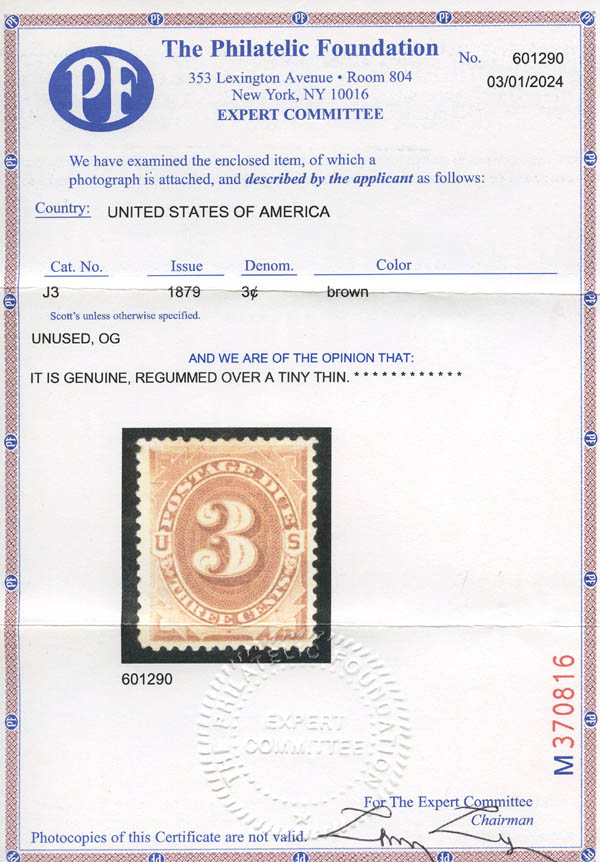 PF
The Philatelic Foundation
353 Lexington Avenue • Room 804
New York, NY 10016
EXPERT COMMITTEE
No. 601290
03/01/2024
We have examined the enclosed item, of which a
photograph is attached, and described by the applicant as follows:
Country: UNITED STATES OF AMERICA
Cat. No. Issue Denom. Color
J3 1879 3¢ brown
Scott's unless otherwise specified.
UNUSED, OG
AND WE ARE OF THE OPINION THAT:
IT IS GENUINE, REGUMMED OVER A TINY THIN. * * * * * * * * * * * *
POSTAGE DUE
U 3 S
THREE CENTS
601290
THE PHILATELIC FOUNDATION
EXPERT
COMMITTEE
M 370816
For The Expert Committee
Chairman
Photocopies of this Certificate are not valid.